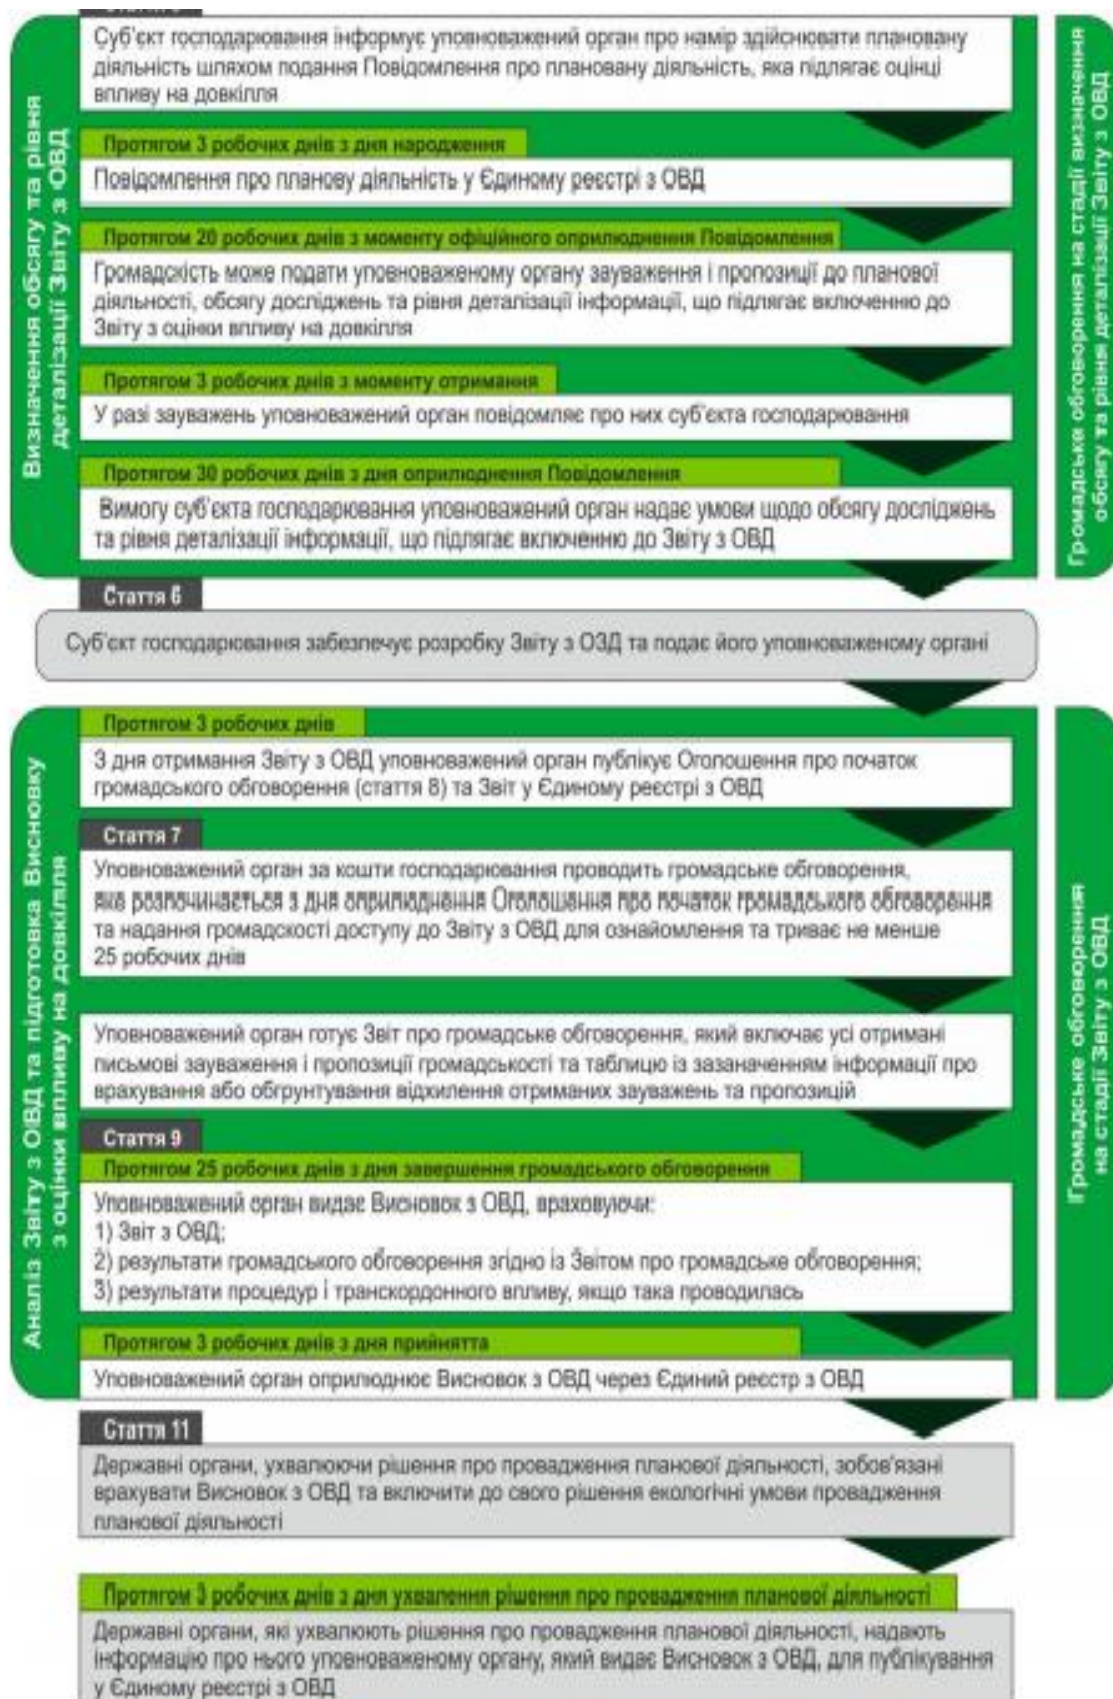 Суб'єкт господарювання інформує уповноважений орган про намір здійснювати плановану
діяльність шляхом подання Повідомлення про плановану діяльність, яка підлягає оцінці
впливу на довкілля
Протягом 3 робочих днів з дня народження
Повідомлення про планову діяльність у Єдиному реєстрі з ОВД
Протягом 20 робочих днів з моменту офіційного оприлюднення Повідомлення
Громадскість може подати уповноваженому органу зауваження і пропозиції до планової
діяльності, обсягу досліджень та рівня деталізації інформації, що підлягає включенню до
Звіту з оцінки впливу на довкілля
Протягом 3 робочих днів з моменту отримання
У разі зауважень уповноважений орган повідомляє про них суб'єкта господарювання
Протягом 30 робочих днів з дня оприлюднення Повідомлення
Вимогу суб'єкта господарювання уповноважений орган надає умови щодо обсягу досліджень
та рівня деталізації інформації, що підлягає включенню до Звіту з ОВД
Визначення обсягу та рівня
деталізації Звіту з ОВД
Громадське обговорення на стадії визначення
обсягу та рівня деталізації Звіту з ОВД
Стаття 6
Суб'єкт господарювання забезпечує розробку Звіту з ОЗД та подає його уповноваженому органі
Протягом 3 робочих днів
З дня отримання Звіту з ОВД уповноважений орган публікує Оголошення про початок
громадського обговорення (стаття 8) та Звіт у Єдиному реєстрі з ОВД
Стаття 7
Уповноважений орган за кошти господарювання проводить громадське обговорення,
яке розпочинається з дня оприлюднення Оголошення про початок громадського обговорення
та надання громадскості доступу до Звіту з ОВД для ознайомлення та триває не менше
25 робочих днів
Уповноважений орган готує Звіт про громадське обговорення, який включає усі отримані
письмові зауваження і пропозиції громадськості та таблицю із зазаначенням інформації про
врахування або обгрунтування відхилення отриманих зауважень та пропозицій
Стаття 9
Протягом 25 робочих днів з дня завершення громадського обговорення
Уповноважений орган видає Висновок з ОВД, враховуючи:
1) Звіт з ОВД;
2) результати громадського обговорення згідно із Звітом про громадське обговорення;
3) результати процедур і транскордонного впливу, якщо така проводилась
Протягом 3 робочих днів з дня прийнятта
Уповноважений орган оприлюднює Висновок з ОВД через Єдиний реєстр з ОВД
Аналіз Звіту з ОВД та підготовка Висновку
з оцінки впливу на довкілля
Громадське обговорення
на стадії Звіту з ОВД
Стаття 11
Державні органи, ухвалюючи рішення про провадження планової діяльності, зобов'язані
врахувати Висновок з ОВД та включити до свого рішення екологічні умови провадження
планової діяльності
Протягом 3 робочих днів з дня ухвалення рішення про провадження планової діяльності
Державні органи, які ухвалюють рішення про провадження планової діяльності, надають
інформацію про нього уповноваженому органу, який видає Висновок з ОВД, для публікування
у Єдиному реєстрі з ОВД